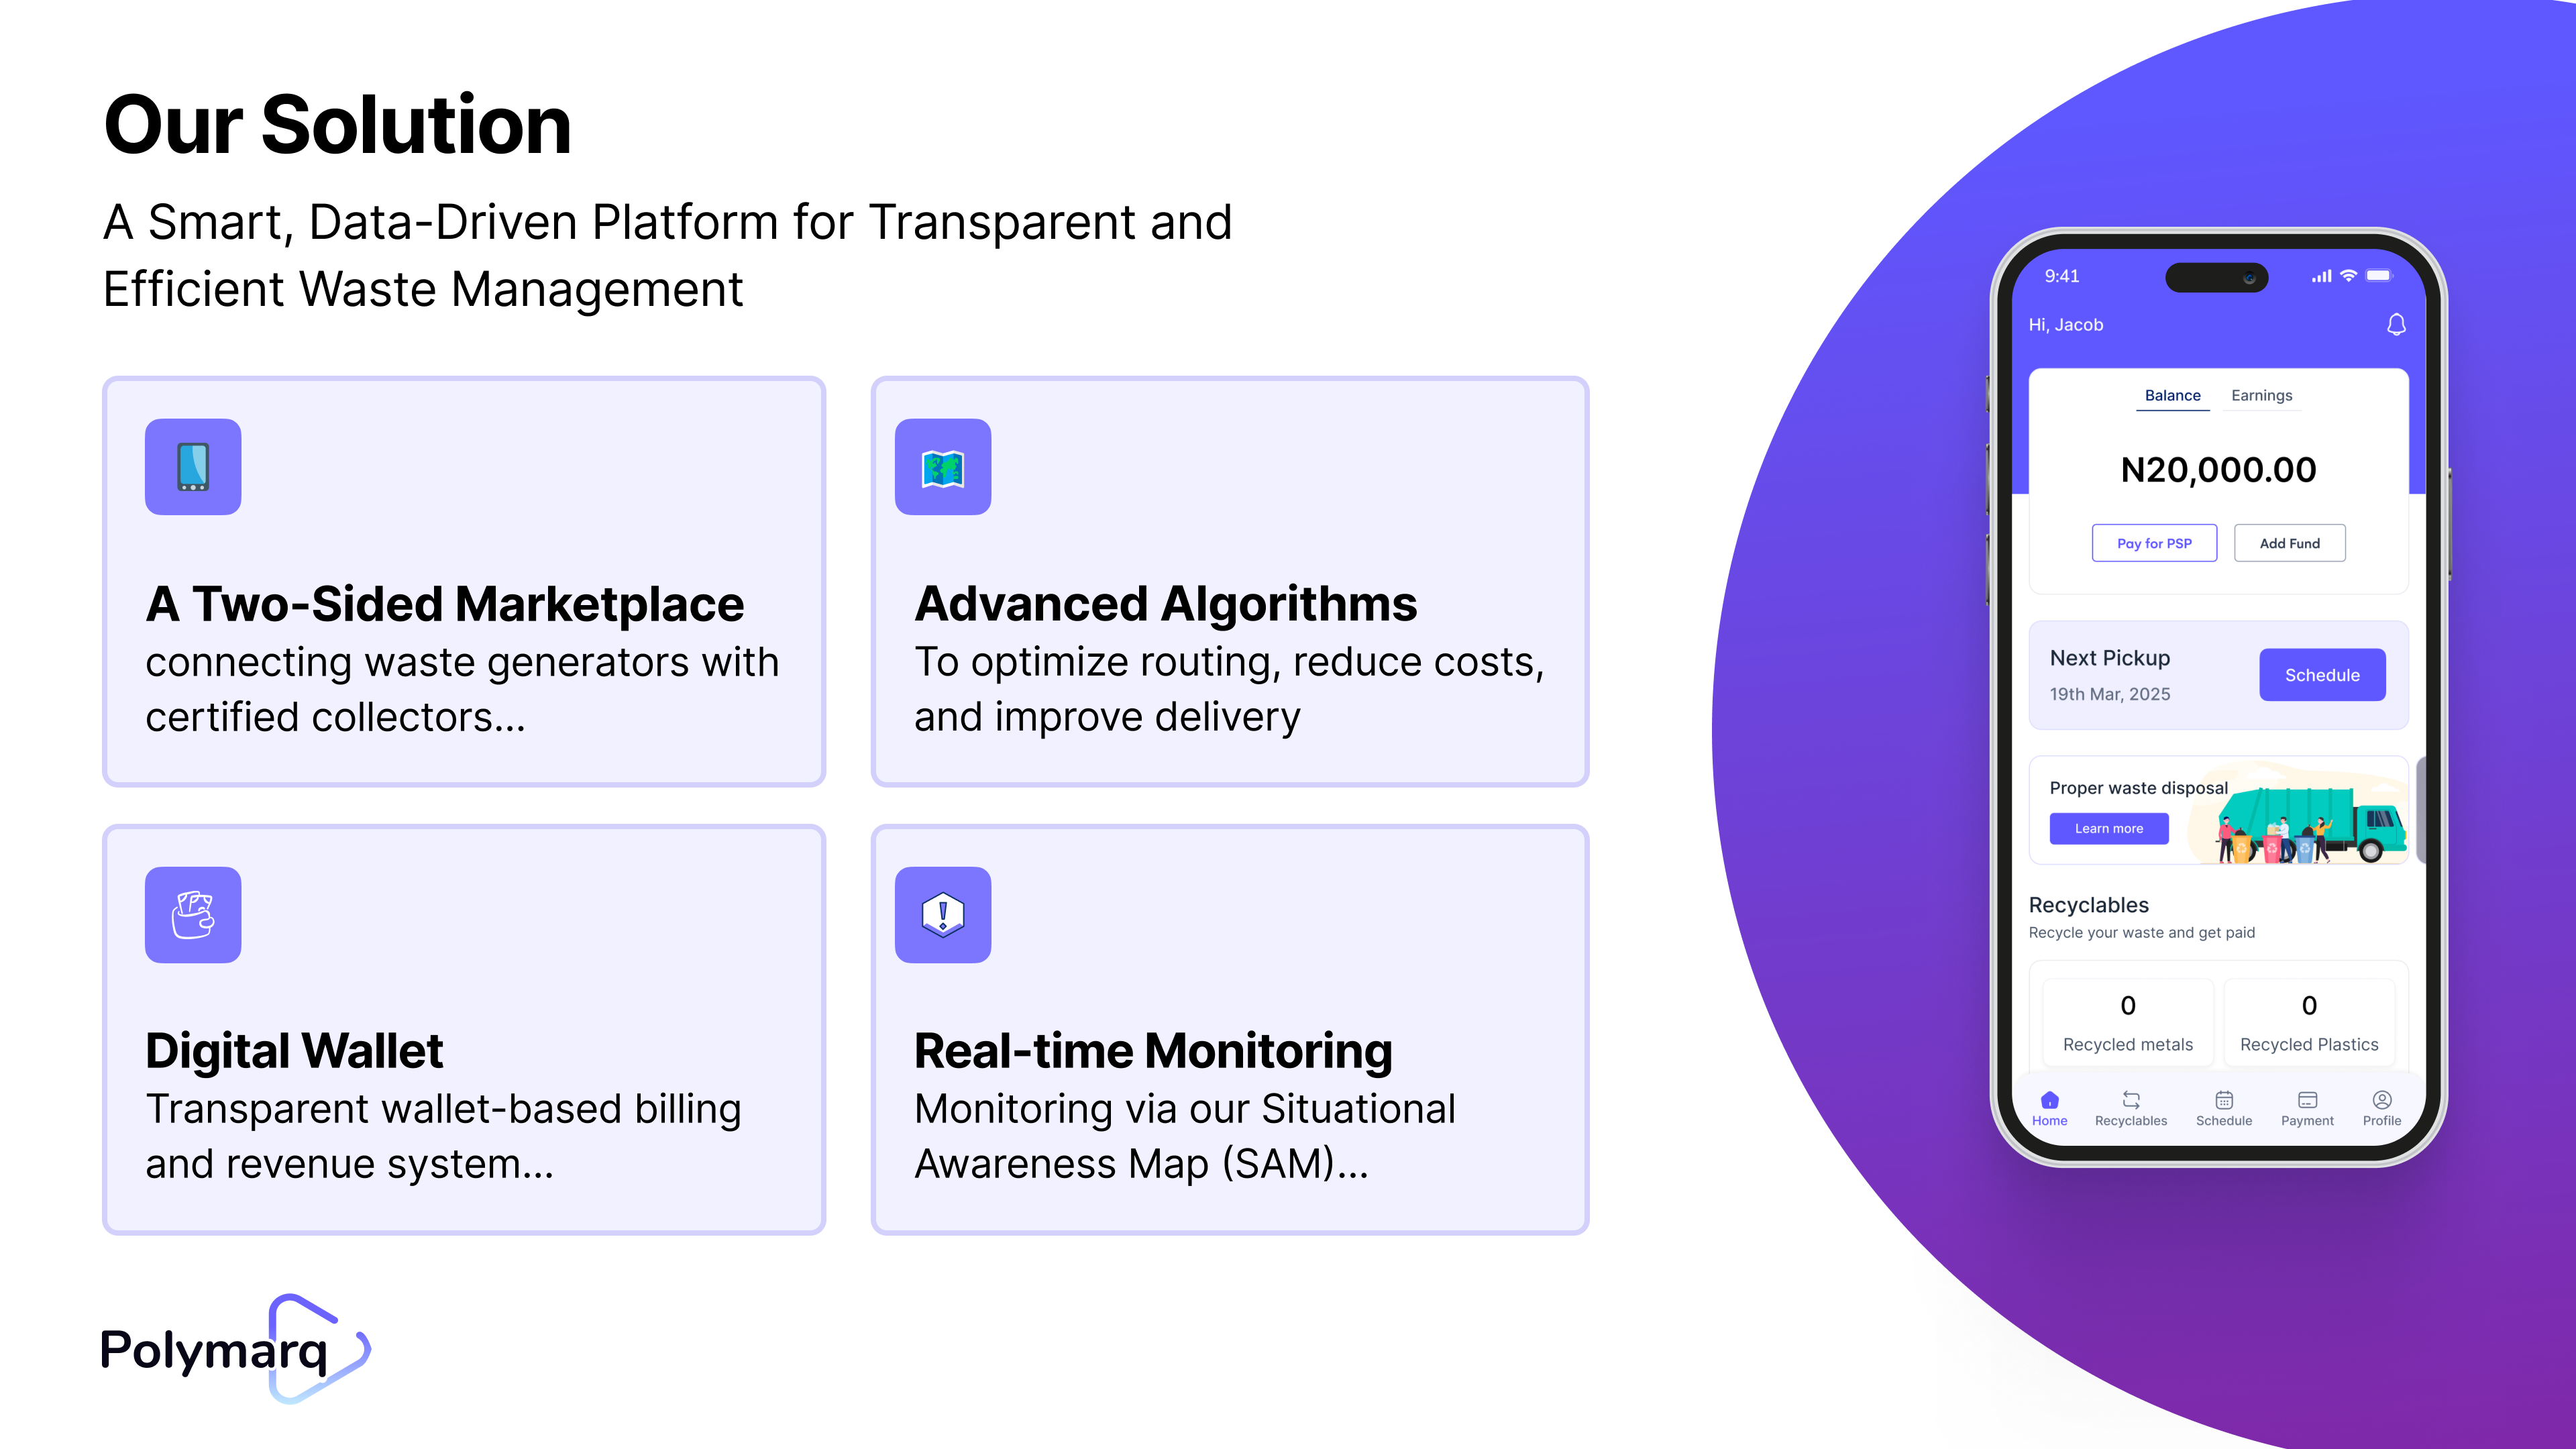 Our Solution
A Smart, Data-Driven Platform for Transparent and
Efficient Waste Management
A Two-Sided Marketplace
connecting waste generators with
certified collectors...
Advanced Algorithms
To optimize routing, reduce costs,
and improve delivery
Digital Wallet
Transparent wallet-based billing
and revenue system...
Real-time Monitoring
Monitoring via our Situational
Awareness Map (SAM)...
Polymarq
9:41
Hi, Jacob
Balance Earnings
N20,000.00
Pay for PSP Add Fund
Next Pickup
19th Mar, 2025
Schedule
Proper waste disposal
Learn more
Recyclables
Recycle your waste and get paid
0 0
Recycled metals Recycled Plastics
Home Recyclables Schedule Payment Profile